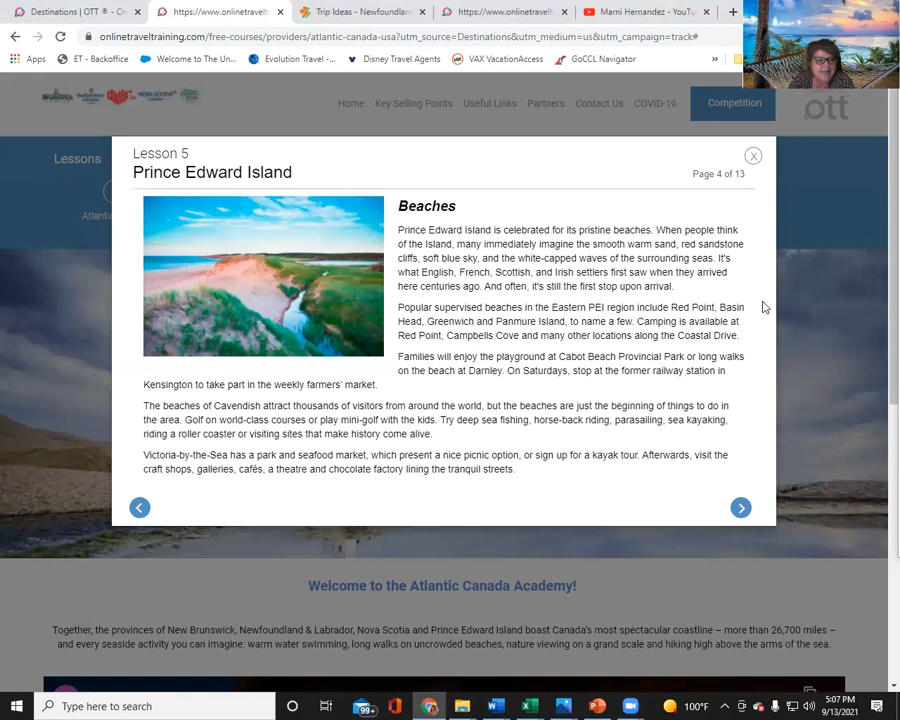 Destinations | OTT ® - On
https://www.onlinetravelt
Trip Ideas - Newfoundlan
https://www.onlinetravelt
Marni Hernandez - YouTu
onlinetraveltraining.com/free-courses/providers/atlantic-canada-usa?utm_source=Destinations&utm_medium=us&utm_campaign=track#
Apps
ET - Backoffice
Welcome to The Un...
Evolution Travel -...
Disney Travel Agents
VAX VacationAccess
GoCCL Navigator
»
Home
Key Selling Points
Useful Links
Partners
Contact Us
COVID-19
Competition
ott
Lessons
Atlantic
Lesson 5
Prince Edward Island
X
Page 4 of 13
Beaches
Prince Edward Island is celebrated for its pristine beaches. When people think
of the Island, many immediately imagine the smooth warm sand, red sandstone
cliffs, soft blue sky, and the white-capped waves of the surrounding seas. It's
what English, French, Scottish, and Irish settlers first saw when they arrived
here centuries ago. And often, it's still the first stop upon arrival.
Popular supervised beaches in the Eastern PEI region include Red Point, Basin
Head, Greenwich and Panmure Island, to name a few. Camping is available at
Red Point, Campbells Cove and many other locations along the Coastal Drive.
Families will enjoy the playground at Cabot Beach Provincial Park or long walks
on the beach at Darnley. On Saturdays, stop at the former railway station in
Kensington to take part in the weekly farmers' market.
The beaches of Cavendish attract thousands of visitors from around the world, but the beaches are just the beginning of things to do in
the area. Golf on world-class courses or play mini-golf with the kids. Try deep sea fishing, horse-back riding, parasailing, sea kayaking,
riding a roller coaster or visiting sites that make history come alive.
Victoria-by-the-Sea has a park and seafood market, which present a nice picnic option, or sign up for a kayak tour. Afterwards, visit the
craft shops, galleries, cafés, a theatre and chocolate factory lining the tranquil streets.
Welcome to the Atlantic Canada Academy!
Together, the provinces of New Brunswick, Newfoundland & Labrador, Nova Scotia and Prince Edward Island boast Canada's most spectacular coastline – more than 26,700 miles –
and every seaside activity you can imagine: warm water swimming, long walks on uncrowded beaches, nature viewing on a grand scale and hiking high above the arms of the sea.
Type here to search
99+
100°F
5:07 PM
9/13/2021